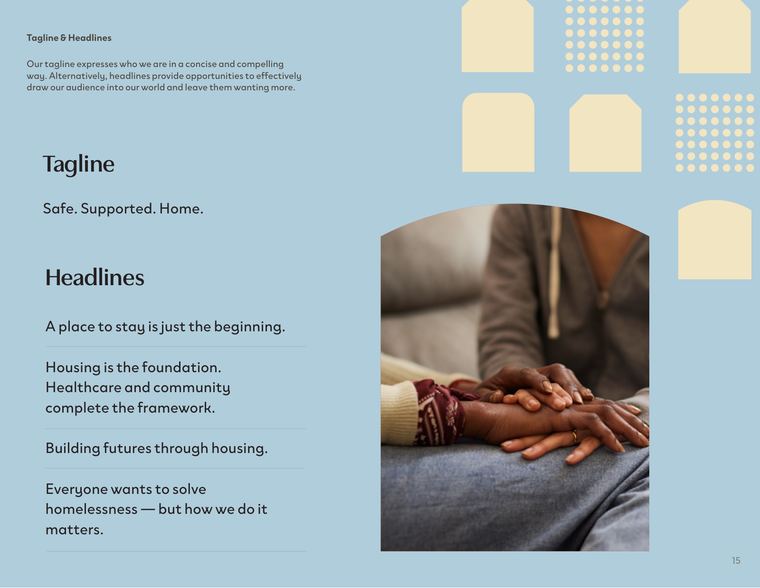 Tagline & Headlines
Our tagline expresses who we are in a concise and compelling
way. Alternatively, headlines provide opportunities to effectively
draw our audience into our world and leave them wanting more.
Tagline
Safe. Supported. Home.
Headlines
A place to stay is just the beginning.
Housing is the foundation.
Healthcare and community
complete the framework.
Building futures through housing.
Everyone wants to solve
homelessness — but how we do it
matters.
15